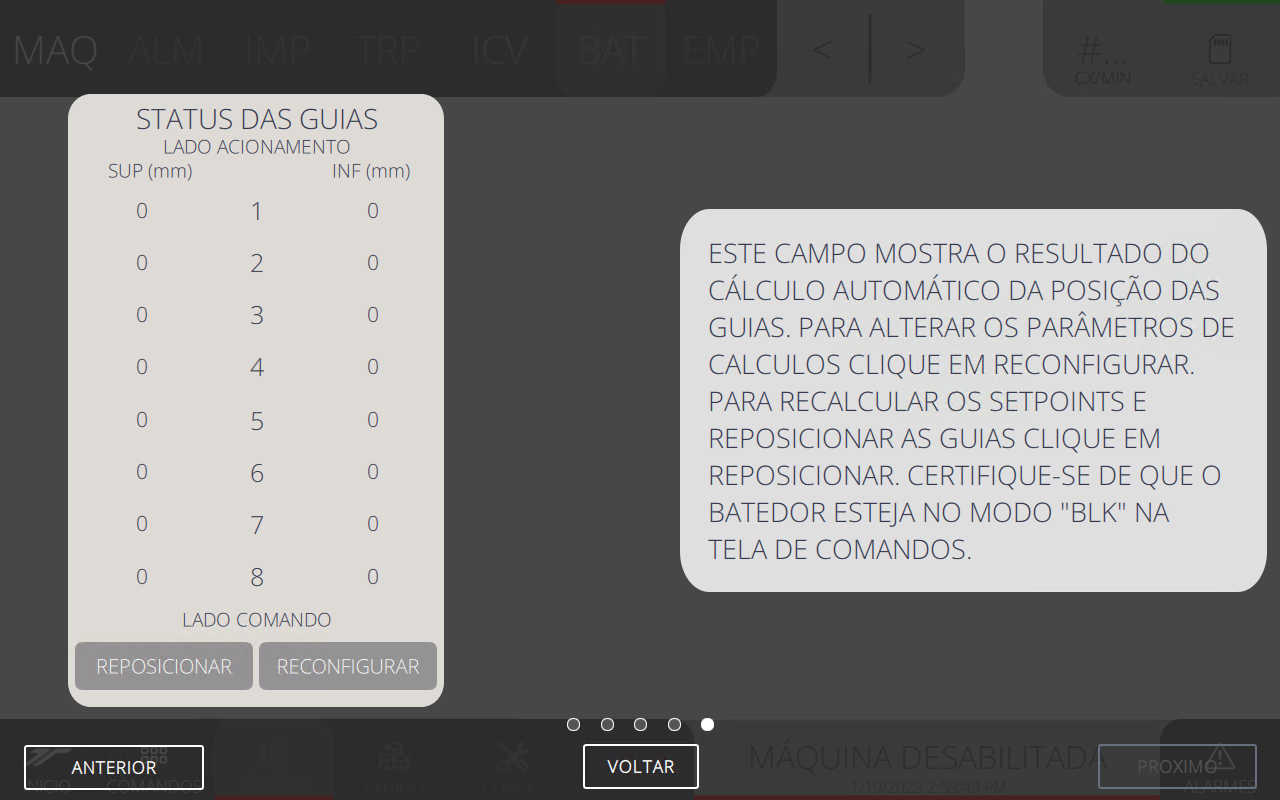 MAQ ALM IMP TRP ICV BAT EMP < > #...
CX/MIN SALVAR
STATUS DAS GUIAS
LADO ACIONAMENTO
SUP (mm) INF (mm)
0 1 0
0 2 0
0 3 0
0 4 0
0 5 0
0 6 0
0 7 0
0 8 0
LADO COMANDO
REPOSICIONAR RECONFIGURAR
ESTE CAMPO MOSTRA O RESULTADO DO
CÁLCULO AUTOMÁTICO DA POSIÇÃO DAS
GUIAS. PARA ALTERAR OS PARÂMETROS DE
CALCULOS CLIQUE EM RECONFIGURAR.
PARA RECALCULAR OS SETPOINTS E
REPOSICIONAR AS GUIAS CLIQUE EM
REPOSICIONAR. CERTIFIQUE-SE DE QUE O
BATEDOR ESTEJA NO MODO "BLK" NA
TELA DE COMANDOS.
MÁQUINA DESABILITADA
ANTERIOR VOLTAR PROXIMO
COMANDOS PEDIDO CONFIG 1/19/2023 2:53:49 PM ALARMES